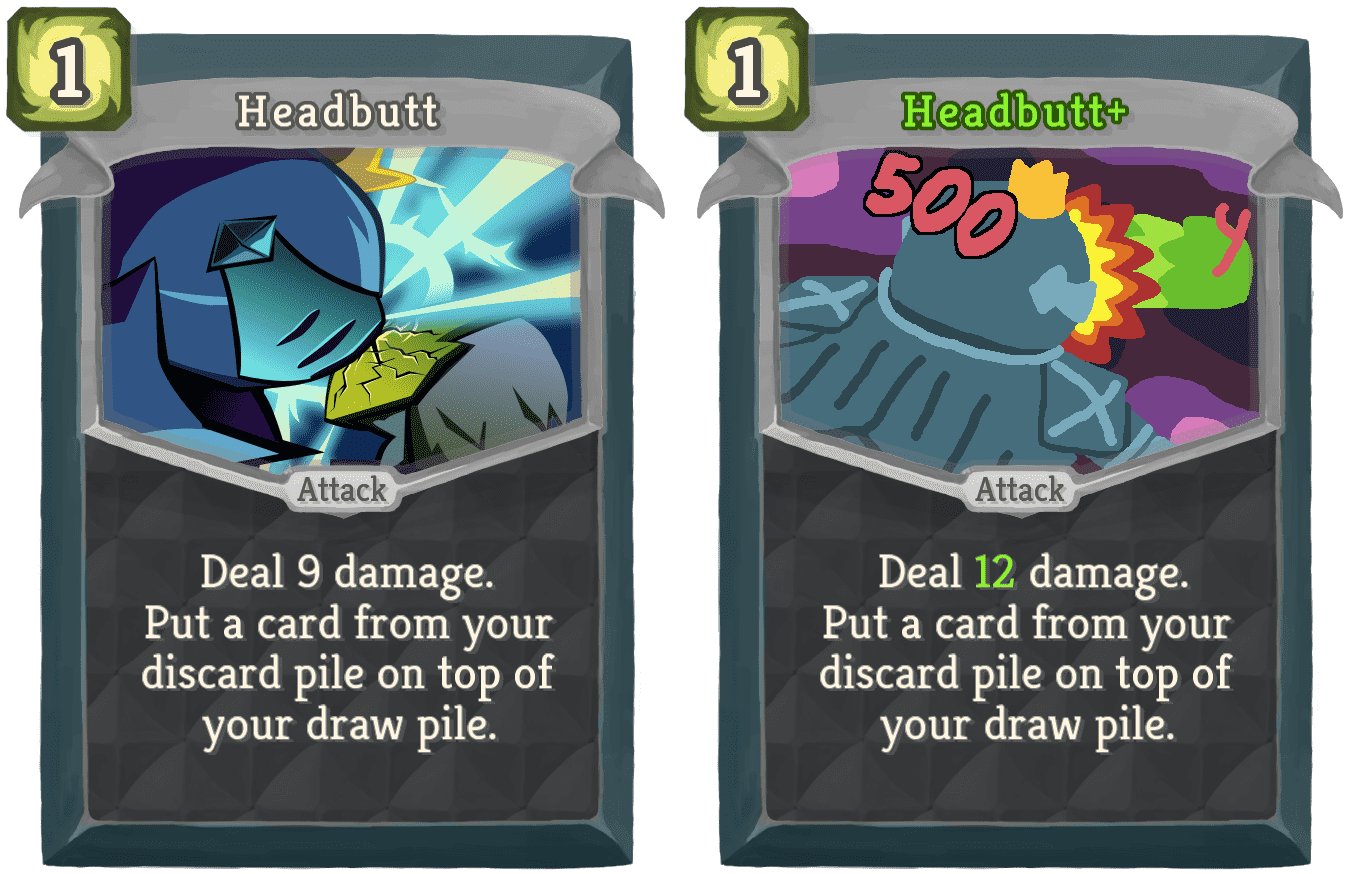 1
Headbutt
Attack
Deal 9 damage.
Put a card from your
discard pile on top of
your draw pile.
1
Headbutt+
500
4
Attack
Deal 12 damage.
Put a card from your
discard pile on top of
your draw pile.